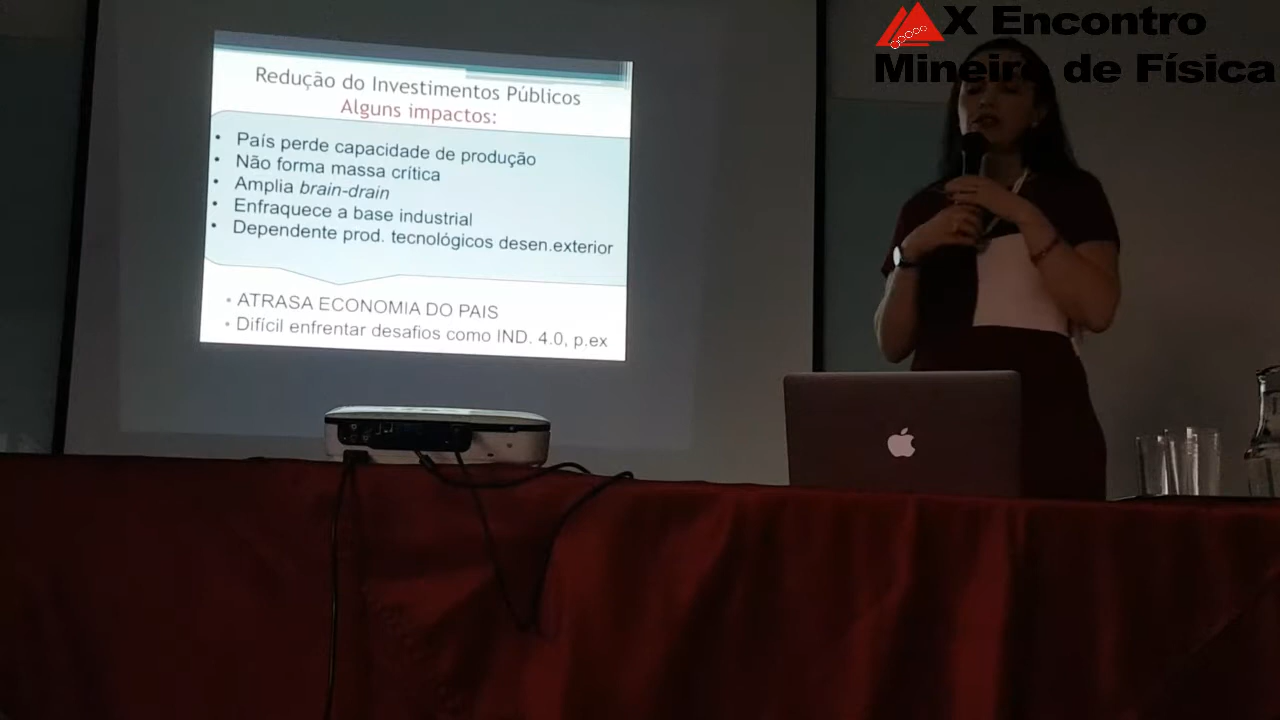 X Encontro
Mineiro de Física
Redução do Investimentos Públicos
Alguns impactos:
• País perde capacidade de produção
• Não forma massa crítica
• Amplia brain-drain
• Enfraquece a base industrial
• Dependente prod. tecnológicos desen.exterior
• ATRASA ECONOMIA DO PAIS
• Difícil enfrentar desafios como IND. 4.0, p.ex